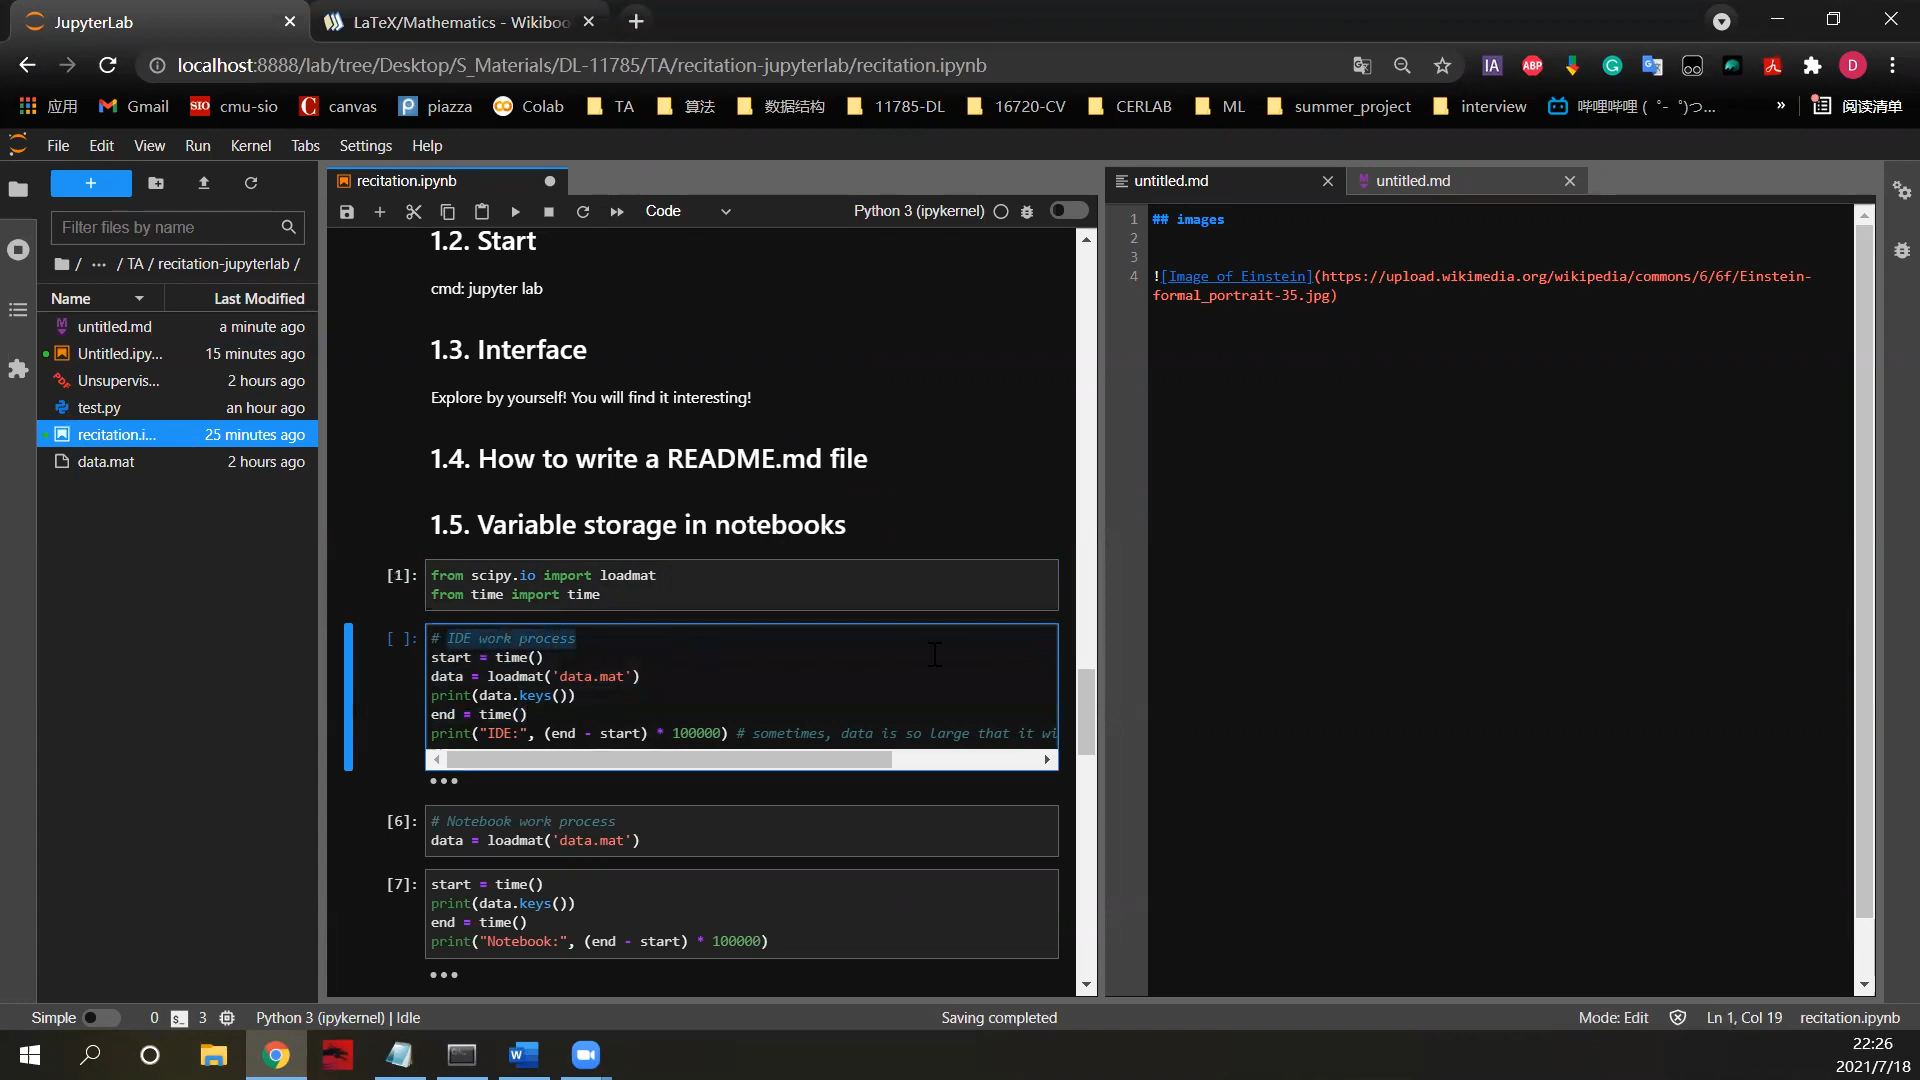 JupyterLab
LaTeX/Mathematics - Wikiboo
localhost:8888/lab/tree/Desktop/S_Materials/DL-11785/TA/recitation-jupyterlab/recitation.ipynb
IA
ABP
D
应用
Gmail
SIO cmu-sio
canvas
piazza
Colab
TA
算法
数据结构
11785-DL
16720-CV
CERLAB
ML
summer_project
interview
哔哩哔哩 ( ゜- ゜)つ...
»
阅读清单
File
Edit
View
Run
Kernel
Tabs
Settings
Help
recitation.ipynb
untitled.md
untitled.md
Code
Python 3 (ipykernel)
Filter files by name
/ ··· / TA / recitation-jupyterlab /
Name
Last Modified
untitled.md
a minute ago
Untitled.ipy...
15 minutes ago
Unsupervis...
2 hours ago
test.py
an hour ago
recitation.i...
25 minutes ago
data.mat
2 hours ago
1.2. Start
cmd: jupyter lab
1.3. Interface
Explore by yourself! You will find it interesting!
1.4. How to write a README.md file
1.5. Variable storage in notebooks
[1]:
from scipy.io import loadmat
from time import time
[ ]:
# IDE work process
start = time()
data = loadmat('data.mat')
print(data.keys())
end = time()
print("IDE:", (end - start) * 100000) # sometimes, data is so large that it wi
•••
[6]:
# Notebook work process
data = loadmat('data.mat')
[7]:
start = time()
print(data.keys())
end = time()
print("Notebook:", (end - start) * 100000)
•••
1 ## images
2
3
4 ![Image of Einstein](https://upload.wikimedia.org/wikipedia/commons/6/6f/Einstein-
formal_portrait-35.jpg)
Simple
0
3
Python 3 (ipykernel) | Idle
Saving completed
Mode: Edit
Ln 1, Col 19
recitation.ipynb
22:26
2021/7/18